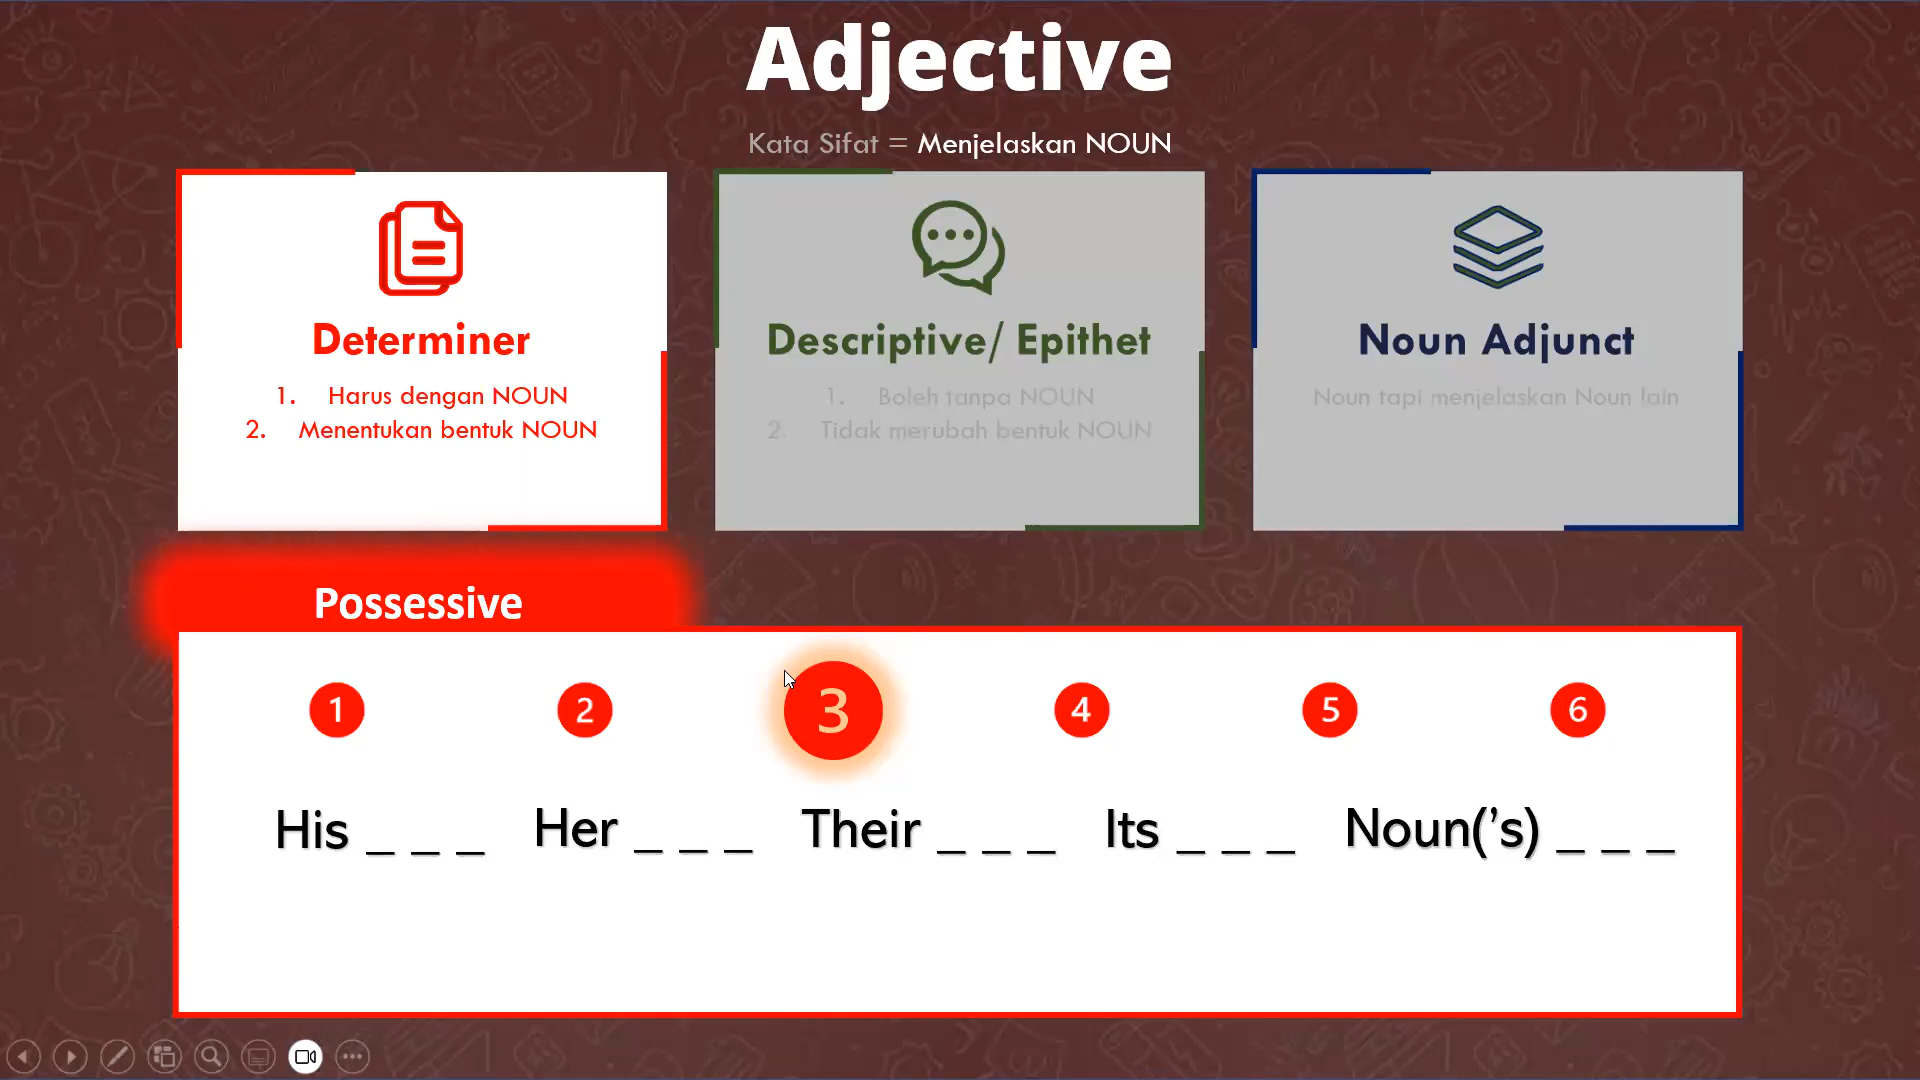 Adjective
Kata Sifat = Menjelaskan NOUN
Determiner
1. Harus dengan NOUN
2. Menentukan bentuk NOUN
Descriptive/ Epithet
1. Boleh tanpa NOUN
2. Tidak merubah bentuk NOUN
Noun Adjunct
Noun tapi menjelaskan Noun lain
Possessive
1 2 3 4 5 6
His _ _ _ Her _ _ _ Their _ _ _ Its _ _ _ Noun(’s) _ _ _